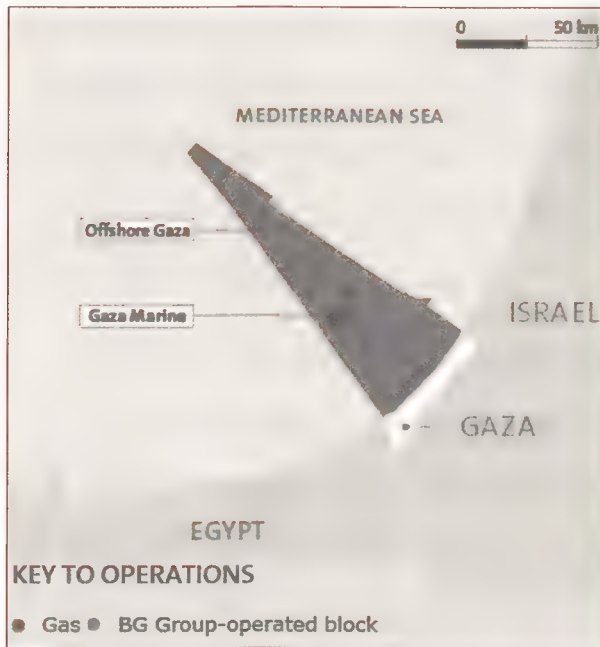 0 50 km
MEDITERRANEAN SEA
Offshore Gaza
Gaza Marine
ISRAEL
GAZA
EGYPT
KEY TO OPERATIONS
Gas BG Group-operated block